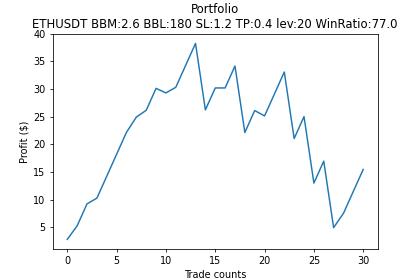 Portfolio
ETHUSDT BBM:2.6 BBL:180 SL:1.2 TP:0.4 lev:20 WinRatio:77.0
40
35
30
25
20
15
10
5
Profit ($)
0 5 10 15 20 25 30
Trade counts